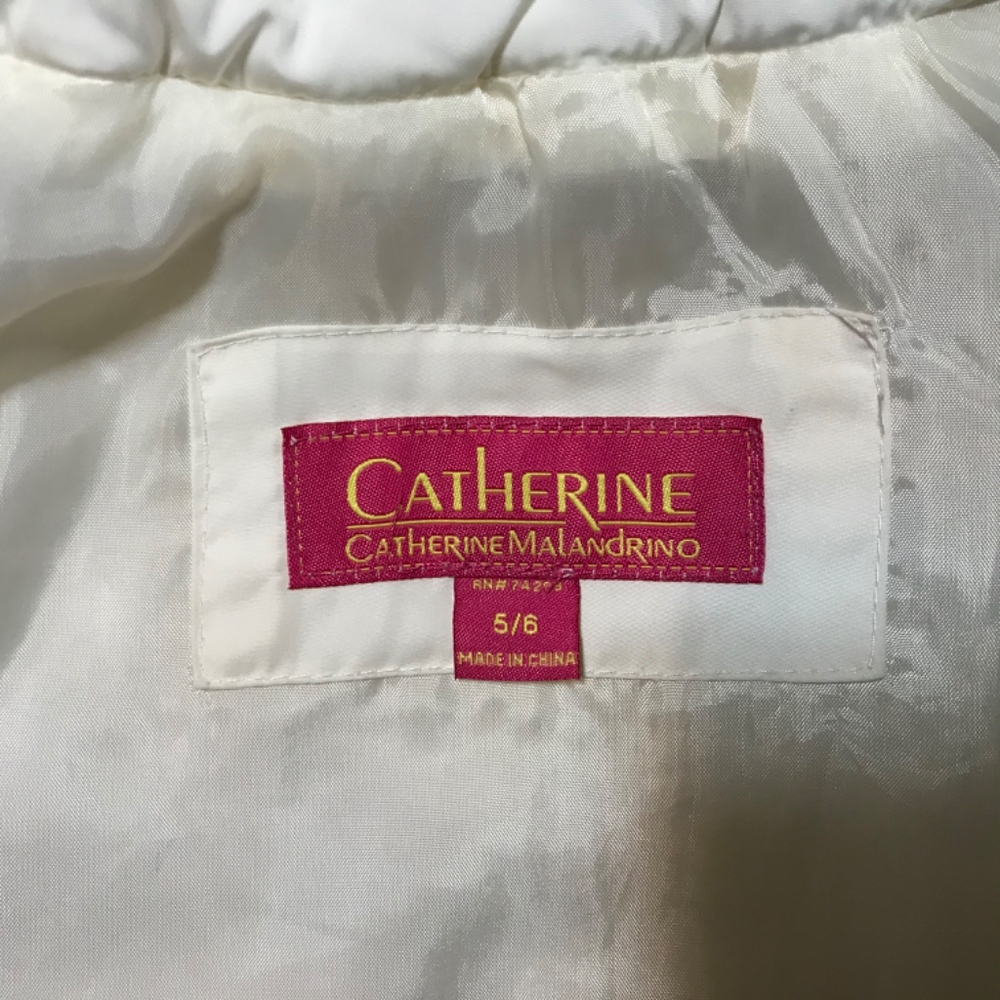 CATHERINE
CATHERINE MALANDRINO
5/6
MADE IN CHINA